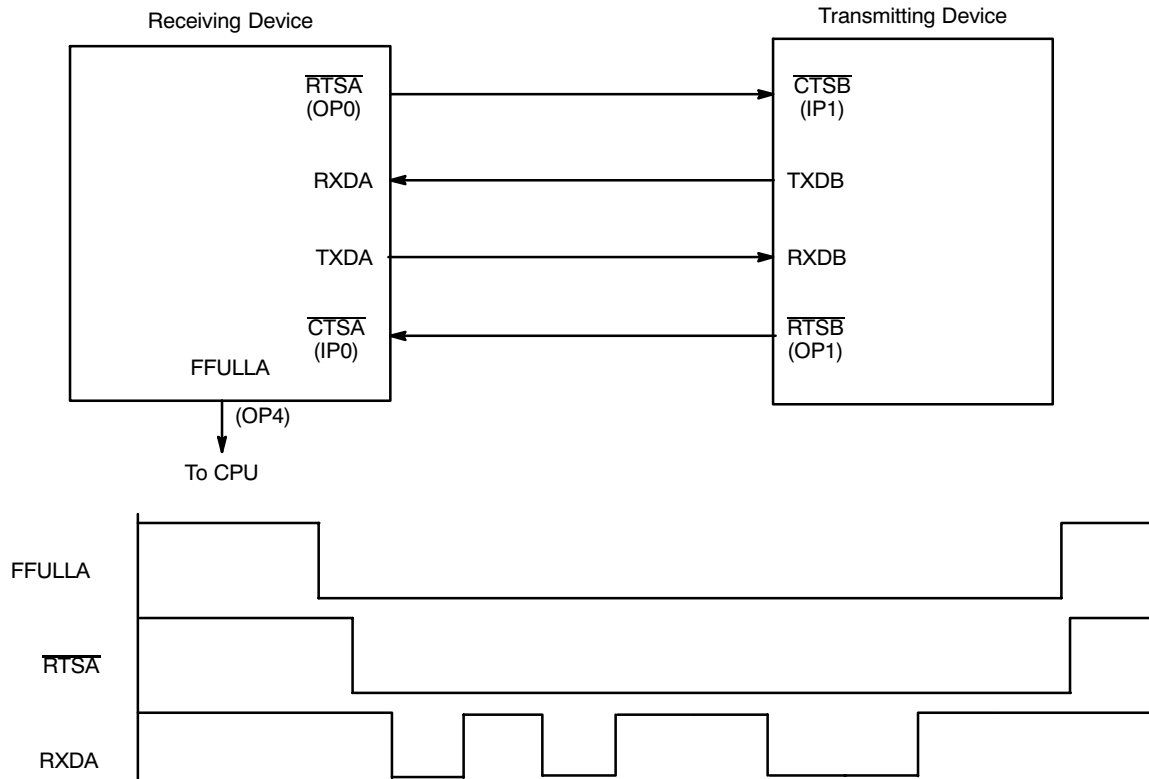 Receiving Device
Transmitting Device
RTSA
(OP0)
CTSB
(IP1)
RXDA
TXDB
TXDA
RXDB
CTSA
(IP0)
RTSB
(OP1)
FFULLA
(OP4)
To CPU
FFULLA
RTSA
RXDA